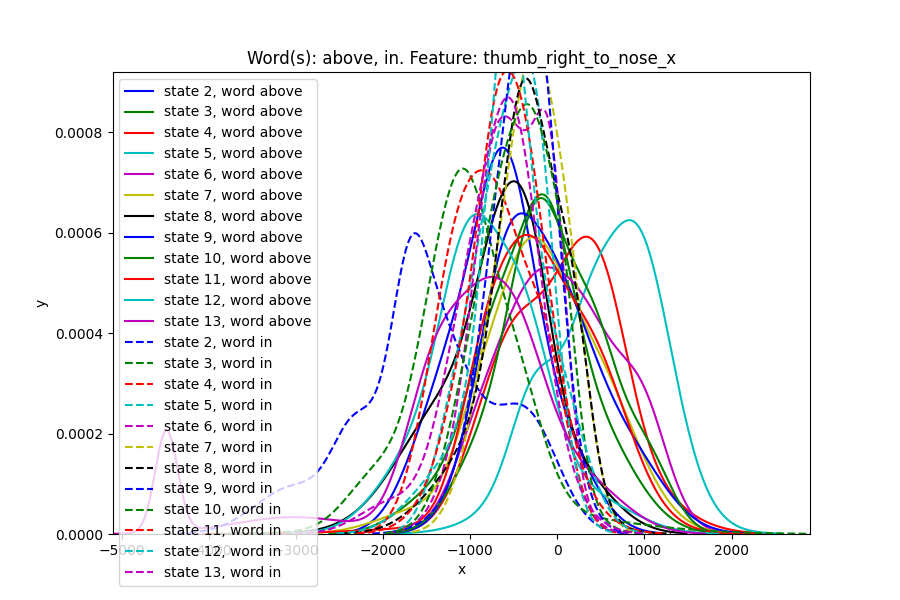 Word(s): above, in. Feature: thumb_right_to_nose_x
state 2, word above
state 3, word above
state 4, word above
state 5, word above
state 6, word above
state 7, word above
state 8, word above
state 9, word above
state 10, word above
state 11, word above
state 12, word above
state 13, word above
state 2, word in
state 3, word in
state 4, word in
state 5, word in
state 6, word in
state 7, word in
state 8, word in
state 9, word in
state 10, word in
state 11, word in
state 12, word in
state 13, word in
0.0008
0.0006
0.0004
0.0002
0.0000
y
−5000 −4000 −3000 −2000 −1000 0 1000 2000
x